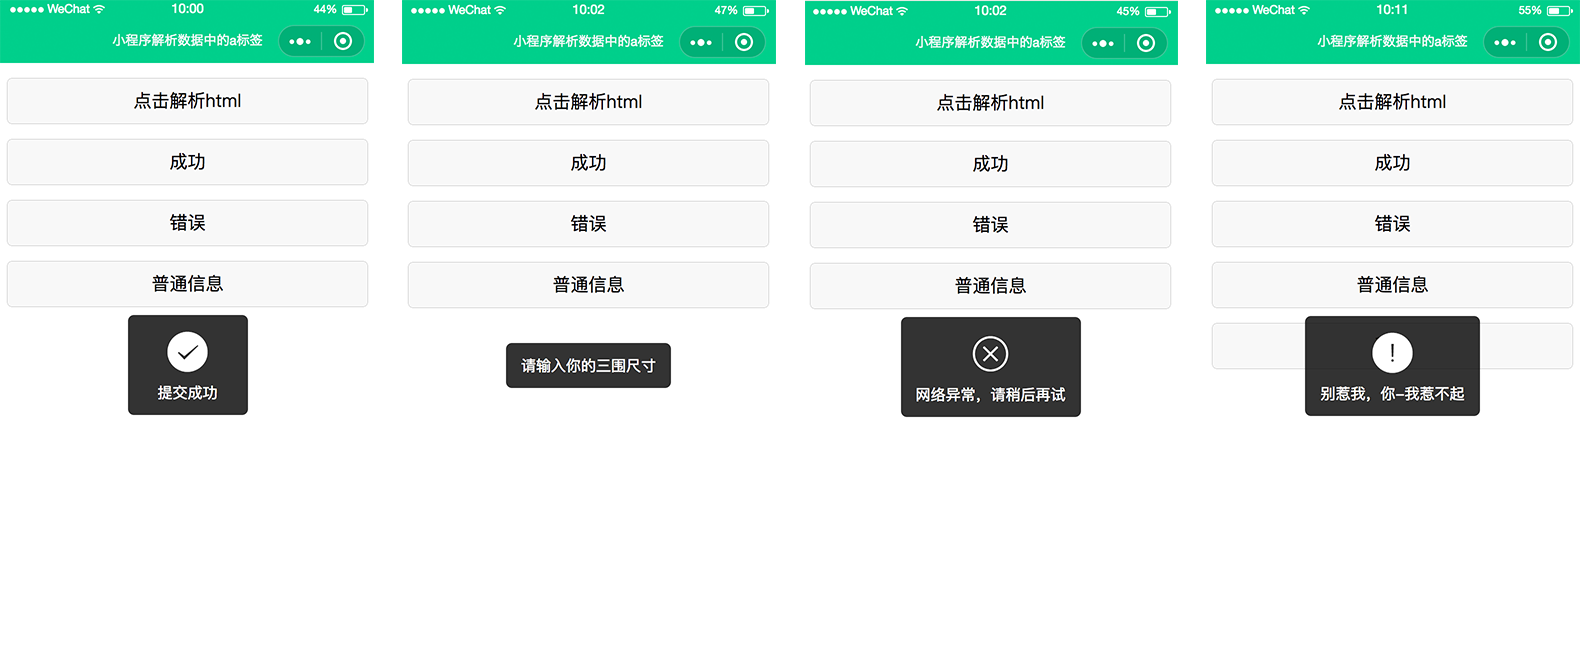 ●●●●● WeChat 10:00 44%
小程序解析数据中的a标签
点击解析html
成功
错误
普通信息
提交成功
●●●●● WeChat 10:02 47%
小程序解析数据中的a标签
点击解析html
成功
错误
普通信息
请输入你的三围尺寸
●●●●● WeChat 10:02 45%
小程序解析数据中的a标签
点击解析html
成功
错误
普通信息
网络异常，请稍后再试
●●●●● WeChat 10:11 55%
小程序解析数据中的a标签
点击解析html
成功
错误
普通信息
!
别惹我，你-我惹不起